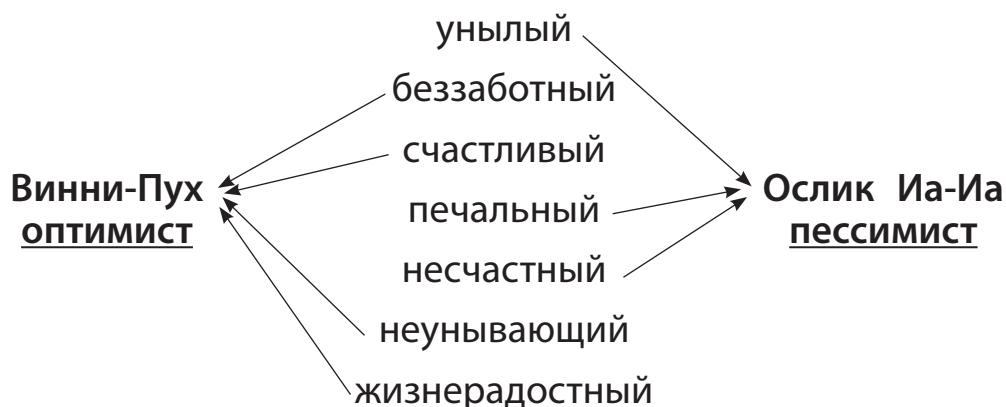 унылый
беззаботный
счастливый
Винни-Пух
оптимист
печальный
Ослик Иа-Иа
пессимист
несчастный
неунывающий
жизнерадостный